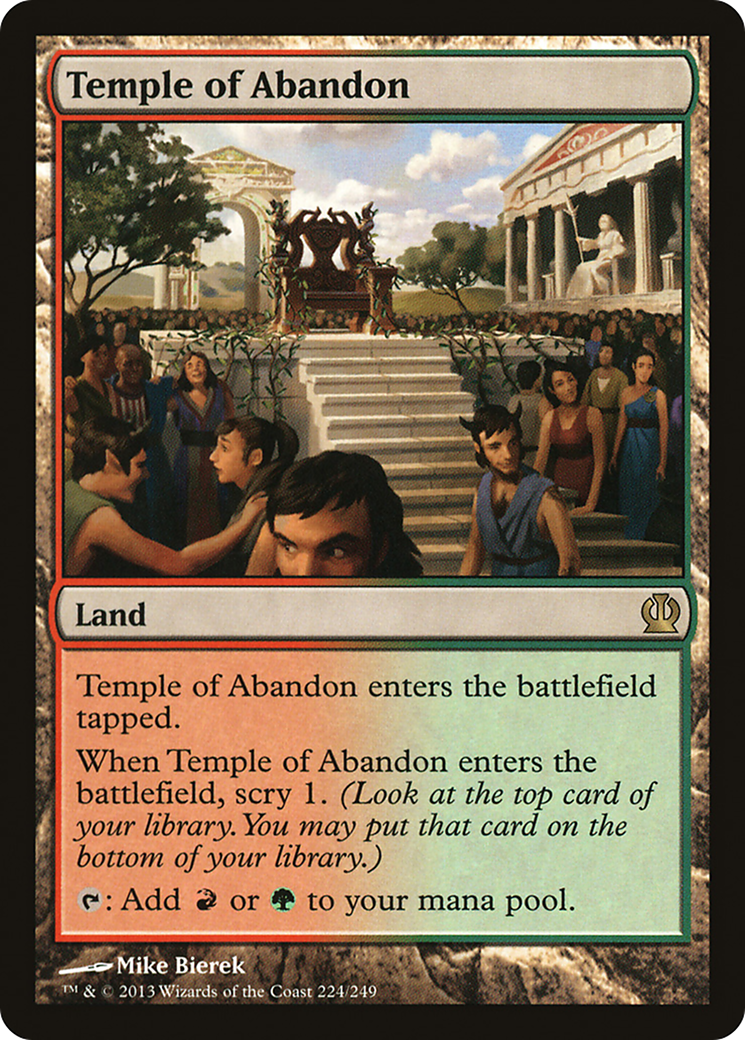 Temple of Abandon
Land
Temple of Abandon enters the battlefield
tapped.
When Temple of Abandon enters the
battlefield, scry 1. (Look at the top card of
your library. You may put that card on the
bottom of your library.)
: Add or to your mana pool.
Mike Bierek
™ & © 2013 Wizards of the Coast 224/249